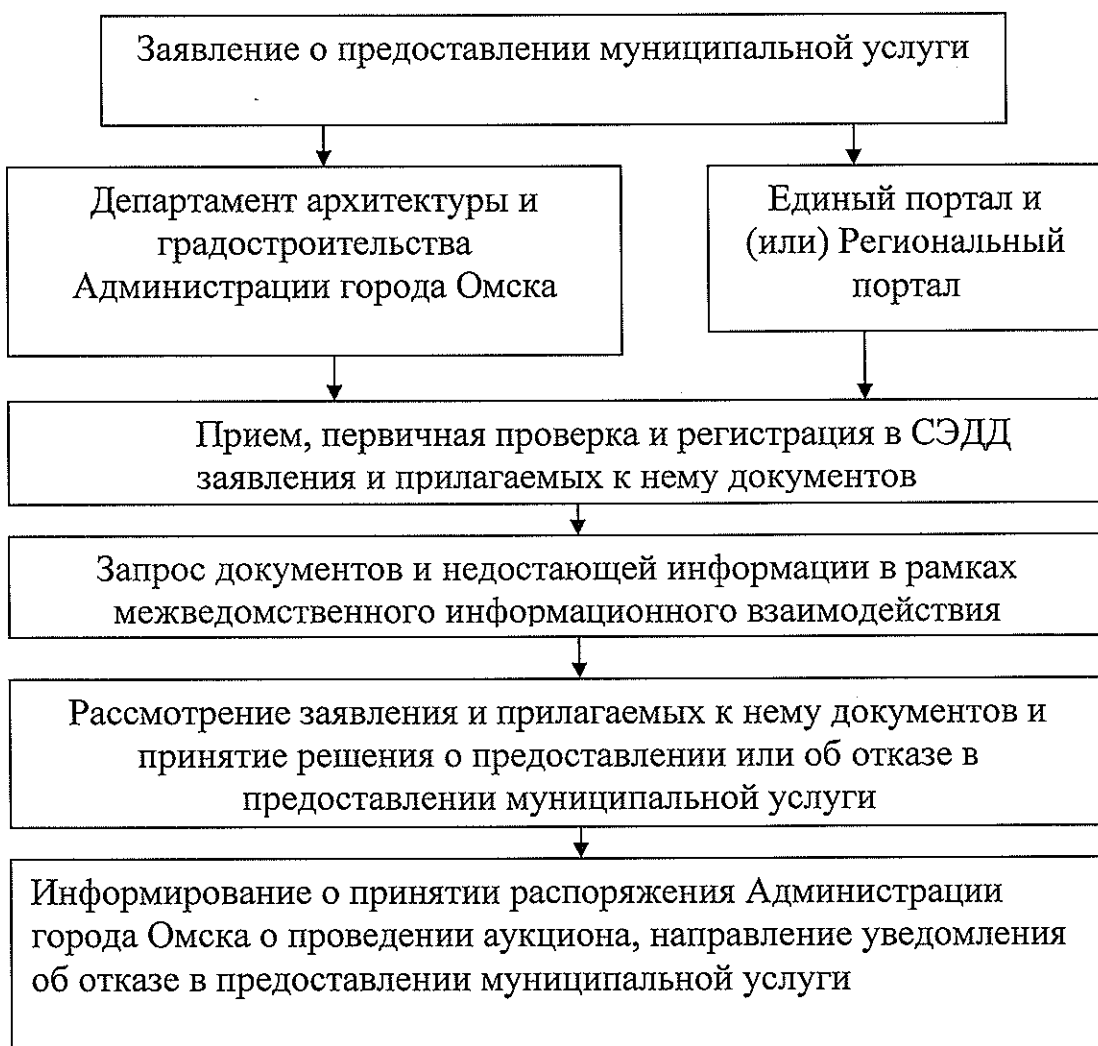 Заявление о предоставлении муниципальной услуги
Департамент архитектуры и
градостроительства
Администрации города Омска
Единый портал и
(или) Региональный
портал
Прием, первичная проверка и регистрация в СЭДД
заявления и прилагаемых к нему документов
Запрос документов и недостающей информации в рамках
межведомственного информационного взаимодействия
Рассмотрение заявления и прилагаемых к нему документов и
принятие решения о предоставлении или об отказе в
предоставлении муниципальной услуги
Информирование о принятии распоряжения Администрации
города Омска о проведении аукциона, направление уведомления
об отказе в предоставлении муниципальной услуги